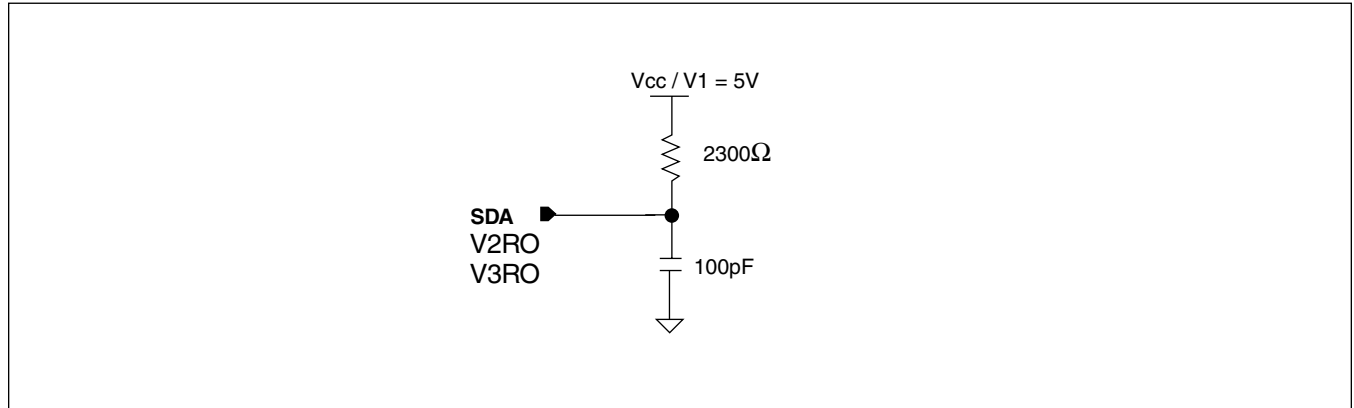 Vcc / V1 = 5V
2300Ω
SDA
V2RO
V3RO
100pF